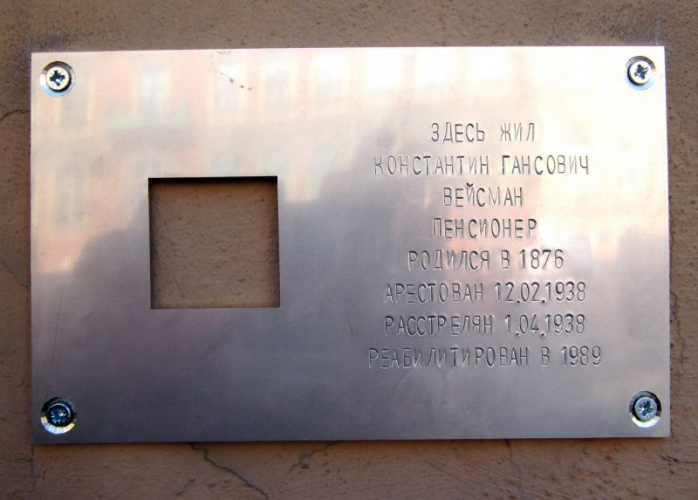 ЗДЕСЬ ЖИЛ
КОНСТАНТИН ГАНСОВИЧ
ВЕЙСМАН
ПЕНСИОНЕР
РОДИЛСЯ В 1876
АРЕСТОВАН 12.02.1938
РАССТРЕЛЯН 1.04.1938
РЕАБИЛИТИРОВАН В 1989